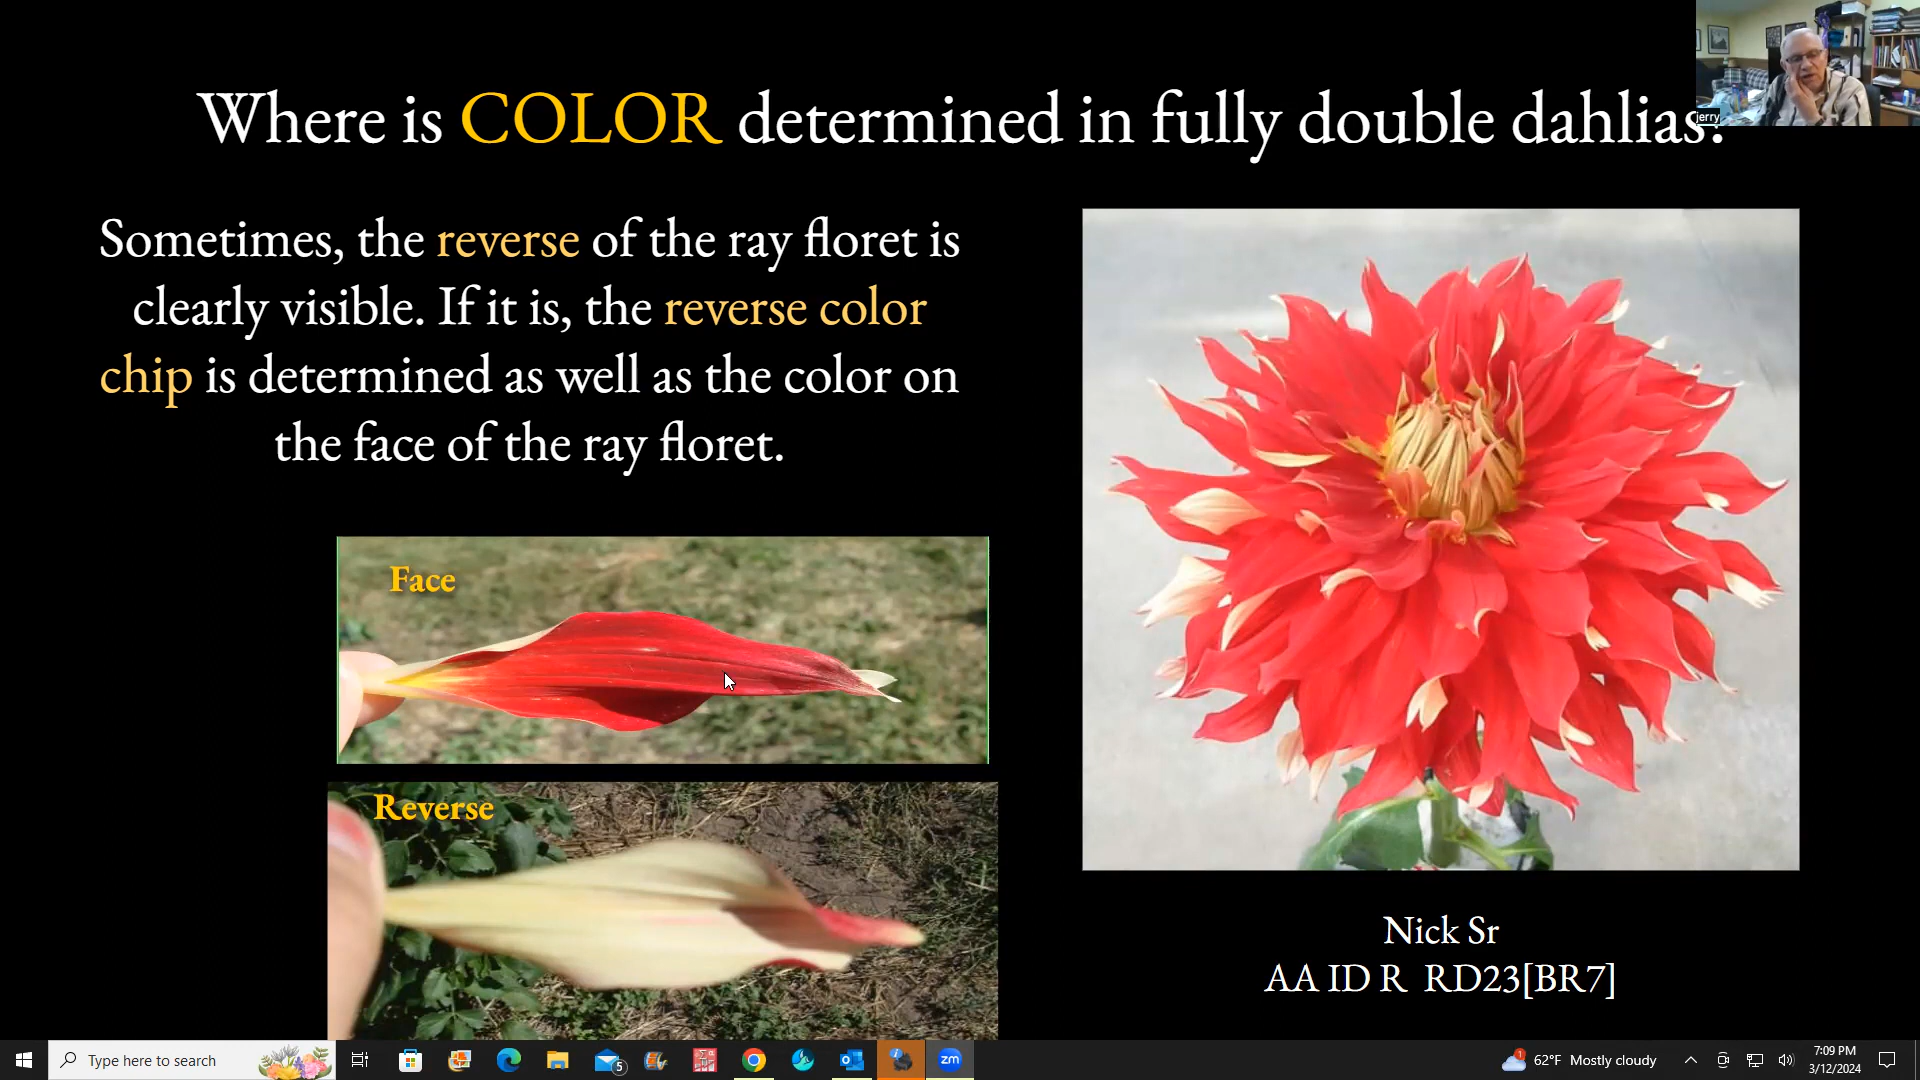 Where is COLOR determined in fully double dahlias?
jerry
Sometimes, the reverse of the ray floret is
clearly visible. If it is, the reverse color
chip is determined as well as the color on
the face of the ray floret.
Face
Reverse
Nick Sr
AA ID R RD23[BR7]
Type here to search
5
zm
1
62°F Mostly cloudy
7:09 PM
3/12/2024